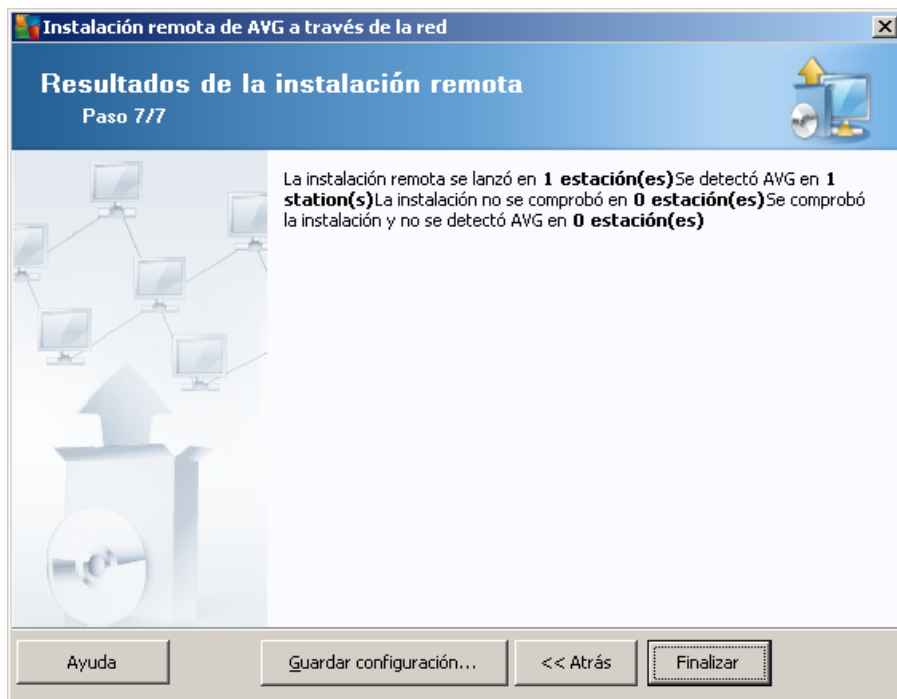 Instalación remota de AVG a través de la red
Resultados de la instalación remota
Paso 7/7
La instalación remota se lanzó en 1 estación(es)Se detectó AVG en 1
station(s)La instalación no se comprobó en 0 estación(es)Se comprobó
la instalación y no se detectó AVG en 0 estación(es)
Ayuda
Guardar configuración...
<< Atrás
Finalizar